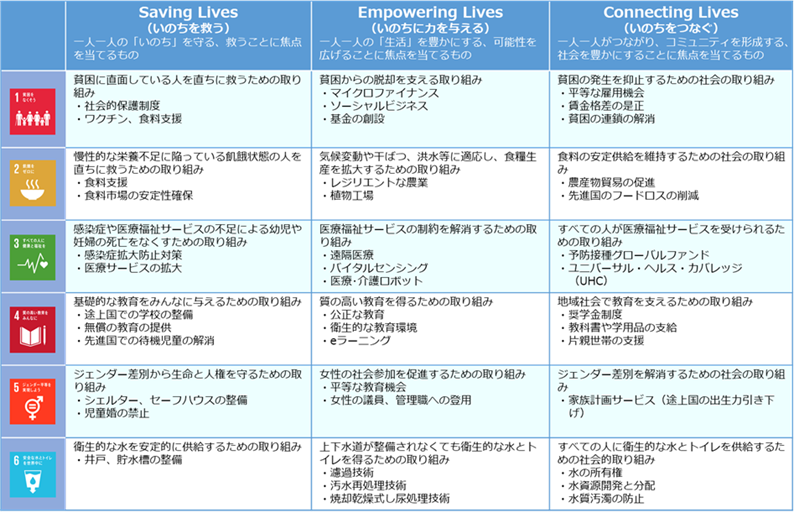 Saving Lives
(いのちを救う)
一人一人の「いのち」を守る、救うことに焦点
を当てるもの
Empowering Lives
(いのちに力を与える)
一人一人の「生活」を豊かにする、可能性を
広げることに焦点を当てるもの
Connecting Lives
(いのちをつなぐ)
一人一人がつながり、コミュニティを形成する、
社会を豊かにすることに焦点を当てるもの
1 貧困を
なくそう
貧困に直面している人を直ちに救うための取り
組み
・社会的保護制度
・ワクチン、食料支援
貧困からの脱却を支える取り組み
・マイクロファイナンス
・ソーシャルビジネス
・基金の創設
貧困の発生を抑止するための社会の取り組み
・平等な雇用機会
・賃金格差の是正
・貧困の連鎖の解消
2 飢餓を
ゼロに
慢性的な栄養不足に陥っている飢餓状態の人を
直ちに救うための取り組み
・食料支援
・食料市場の安定性確保
気候変動や干ばつ、洪水等に適応し、食糧生
産を拡大するための取り組み
・レジリエントな農業
・植物工場
食料の安定供給を維持するための社会の取り組
み
・農産物貿易の促進
・先進国のフードロスの削減
3 すべての人に
健康と福祉を
感染症や医療福祉サービスの不足による幼児や
妊婦の死亡をなくすための取り組み
・感染症拡大防止対策
・医療サービスの拡大
医療福祉サービスの制約を解消するための取
り組み
・遠隔医療
・バイタルセンシング
・医療・介護ロボット
すべての人が医療福祉サービスを受けられるた
めの取り組み
・予防接種グローバルファンド
・ユニバーサル・ヘルス・カバレッジ
(UHC)
4 質の高い教育を
みんなに
基礎的な教育をみんなに与えるための取り組み
・途上国での学校の整備
・無償の教育の提供
・先進国での待機児童の解消
質の高い教育を得るための取り組み
・公正な教育
・衛生的な教育環境
・eラーニング
地域社会で教育を支えるための取り組み
・奨学金制度
・教科書や学用品の支給
・片親世帯の支援
5 ジェンダー平等を
実現しよう
ジェンダー差別から生命と人権を守るための取
り組み
・シェルター、セーフハウスの整備
・児童婚の禁止
女性の社会参加を促進するための取り組み
・平等な教育機会
・女性の議員、管理職への登用
ジェンダー差別を解消するための社会の取り組
み
・家族計画サービス(途上国の出生力引き下
げ)
6 安全な水とトイレ
を世界中に
衛生的な水を安定的に供給するための取り組み
・井戸、貯水槽の整備
上下水道が整備されなくても衛生的な水とト
イレを得るための取り組み
・濾過技術
・汚水再処理技術
・焼却乾燥式し尿処理技術
すべての人に衛生的な水とトイレを供給するた
めの社会的取り組み
・水の所有権
・水資源開発と分配
・水質汚濁の防止